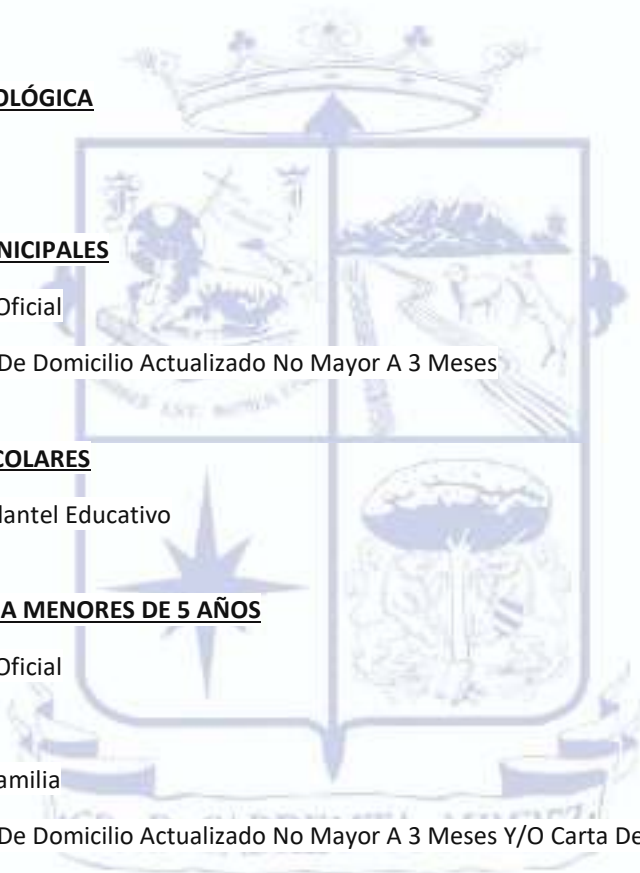 OLÓGICA
NICIPALES
Oficial
De Domicilio Actualizado No Mayor A 3 Meses
COLARES
lantel Educativo
A MENORES DE 5 AÑOS
Oficial
amilia
De Domicilio Actualizado No Mayor A 3 Meses Y/O Carta De